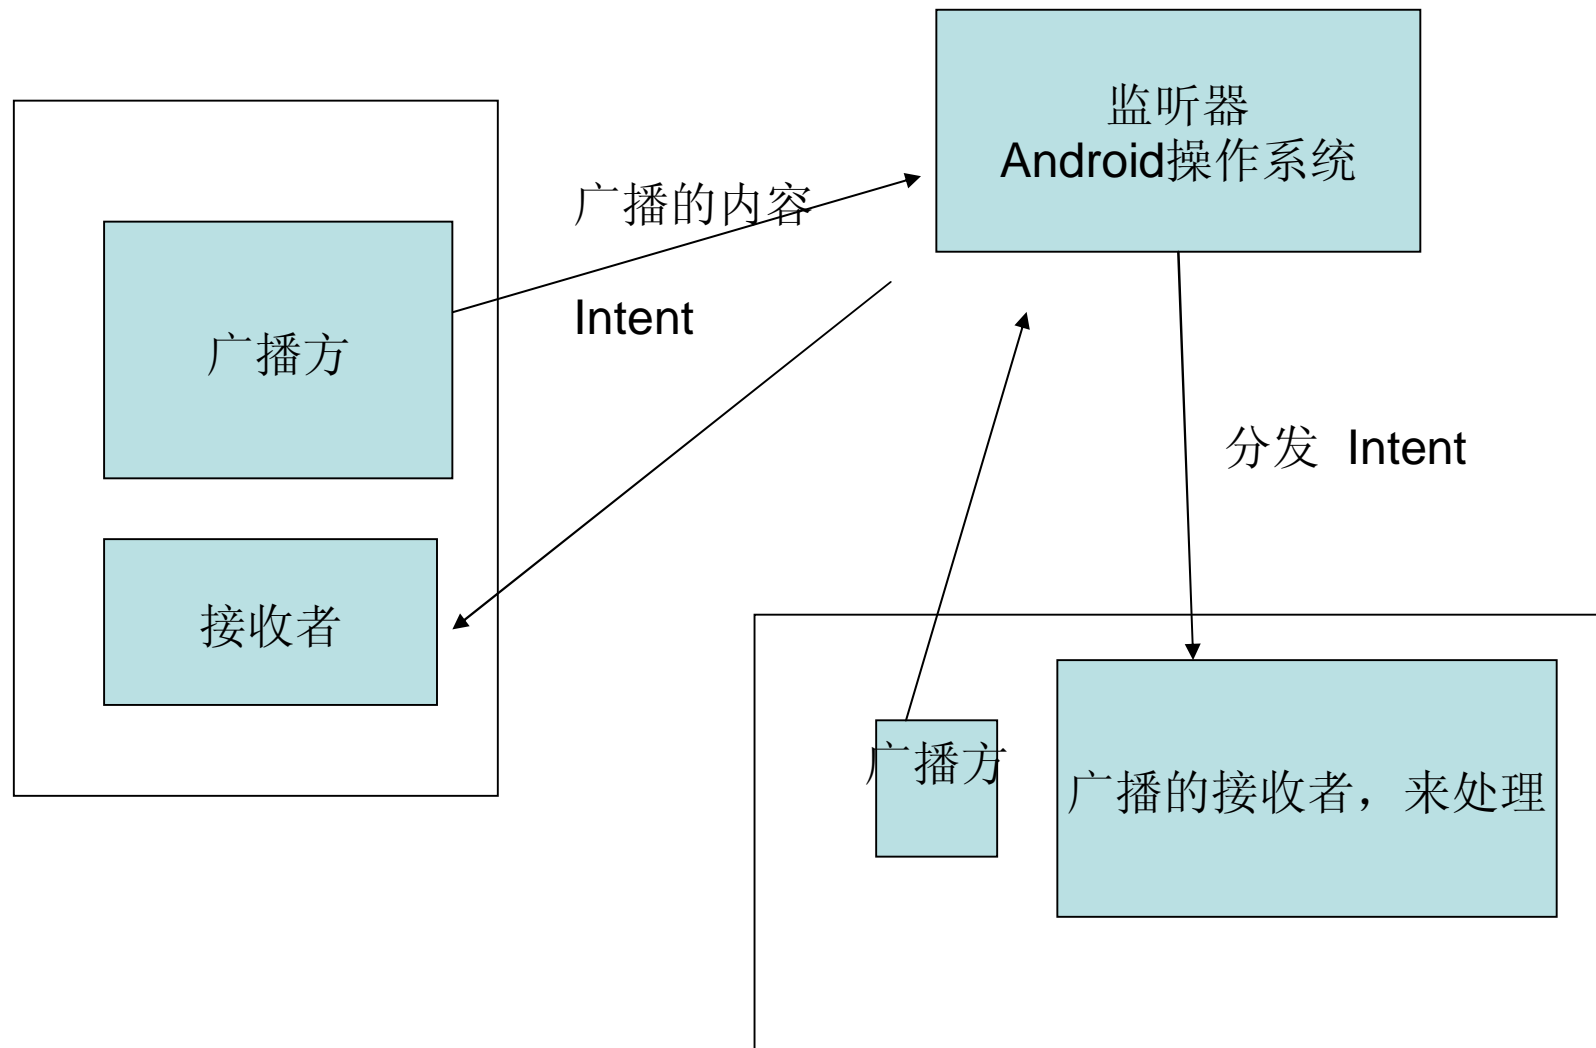 监听器
Android操作系统
广播的内容
Intent
广播方
分发 Intent
接收者
广播方
广播的接收者，来处理